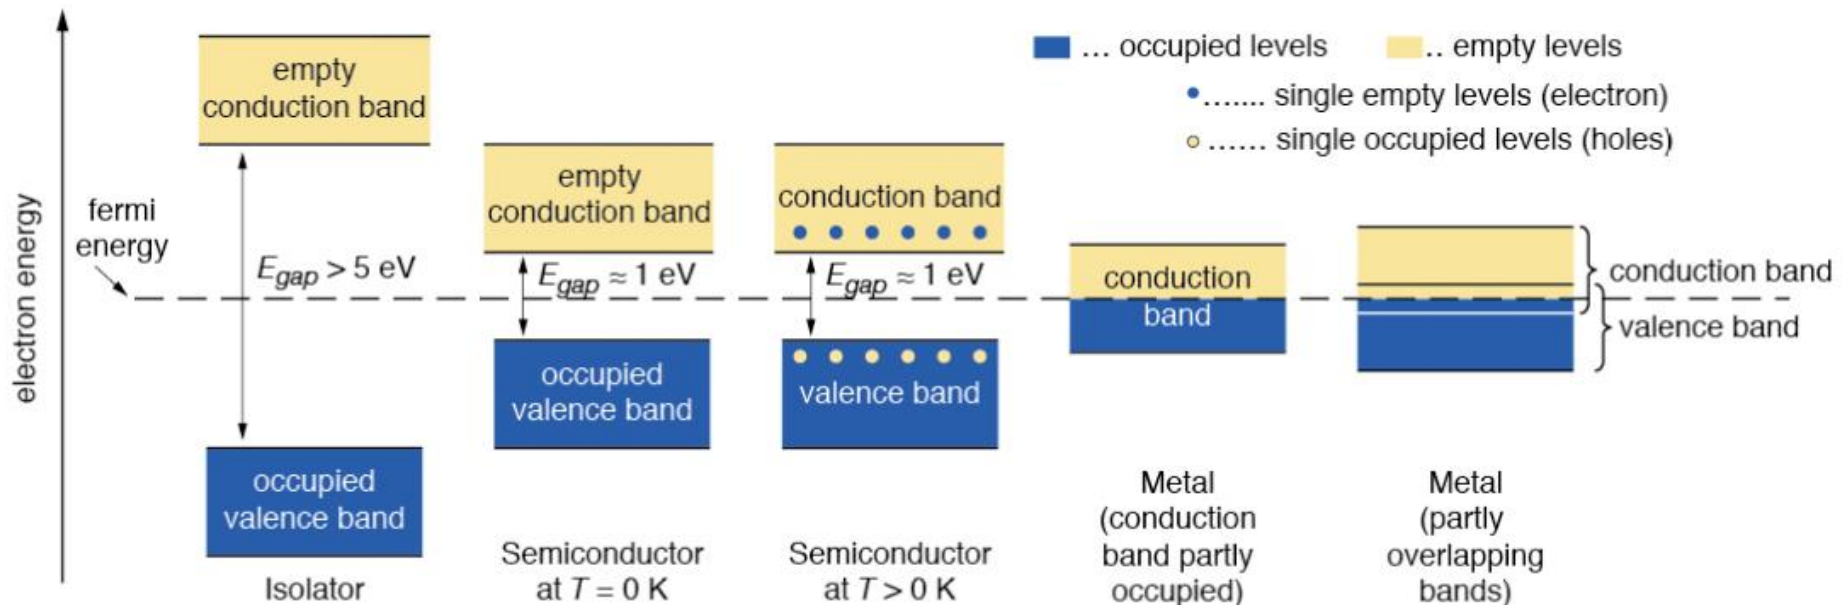 electron energy
fermi
energy
empty
conduction band
E_gap > 5 eV
occupied
valence band
Isolator
empty
conduction band
E_gap ≈ 1 eV
occupied
valence band
Semiconductor
at T = 0 K
conduction band
E_gap ≈ 1 eV
valence band
Semiconductor
at T > 0 K
... occupied levels
.. empty levels
....... single empty levels (electron)
...... single occupied levels (holes)
conduction
band
Metal
(conduction
band partly
occupied)
conduction band
valence band
Metal
(partly
overlapping
bands)